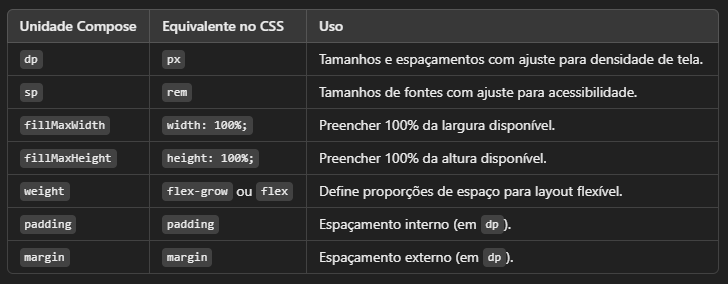 Unidade Compose Equivalente no CSS Uso
dp px Tamanhos e espaçamentos com ajuste para densidade de tela.
sp rem Tamanhos de fontes com ajuste para acessibilidade.
fillMaxWidth width: 100%; Preencher 100% da largura disponível.
fillMaxHeight height: 100%; Preencher 100% da altura disponível.
weight flex-grow ou flex Define proporções de espaço para layout flexível.
padding padding Espaçamento interno (em dp).
margin margin Espaçamento externo (em dp).